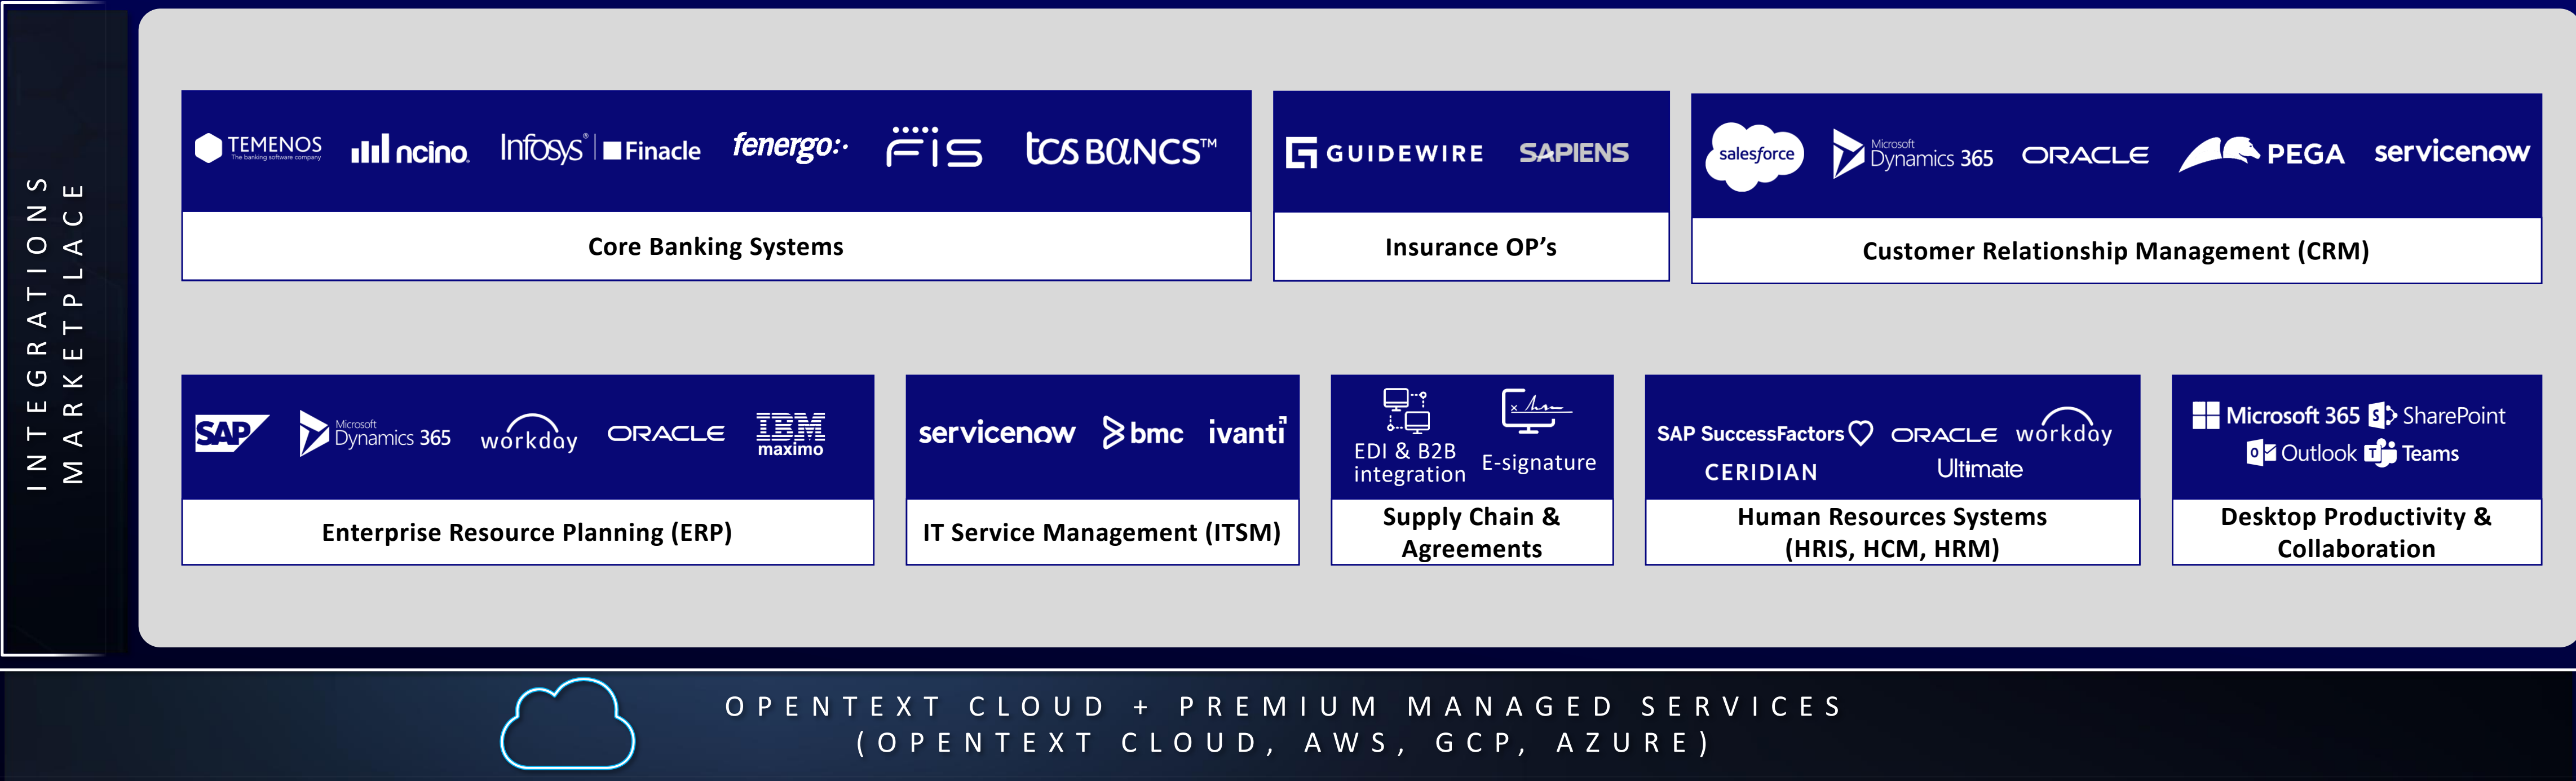 INTEGRATIONS
MARKETPLACE
TEMENOS
The banking software company
ncino
Infosys® | Finacle
fenergo
FIS
tcs BαNCS™
Core Banking Systems
GUIDEWIRE
SAPIENS
Insurance OP’s
salesforce
Microsoft
Dynamics 365
ORACLE
PEGA
servicenow
Customer Relationship Management (CRM)
SAP
Microsoft
Dynamics 365
workday
ORACLE
IBM
maximo
Enterprise Resource Planning (ERP)
servicenow
bmc
ivanti
IT Service Management (ITSM)
EDI & B2B
integration
E-signature
Supply Chain &
Agreements
SAP SuccessFactors
ORACLE
workday
CERIDIAN
Ultimate
Human Resources Systems
(HRIS, HCM, HRM)
Microsoft 365
SharePoint
Outlook
Teams
Desktop Productivity &
Collaboration
OPENTEXT CLOUD + PREMIUM MANAGED SERVICES
(OPENTEXT CLOUD, AWS, GCP, AZURE)